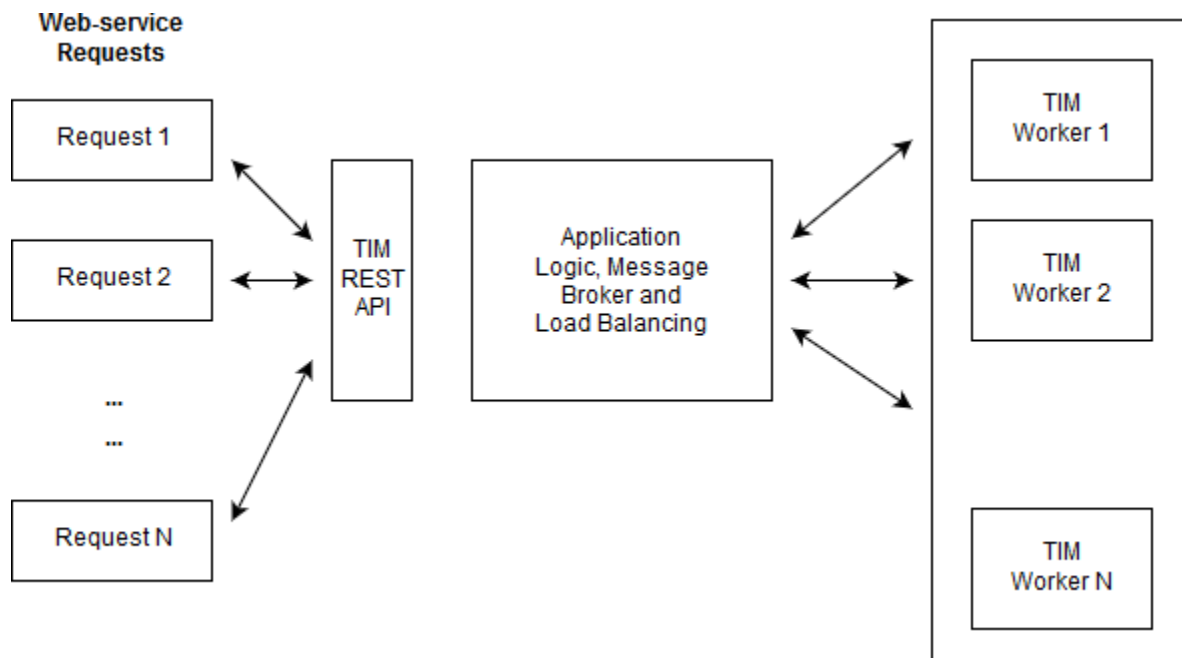 Web-service
Requests
Request 1
Request 2
...
...
Request N
TIM
REST
API
Application
Logic, Message
Broker and
Load Balancing
TIM
Worker 1
TIM
Worker 2
TIM
Worker N